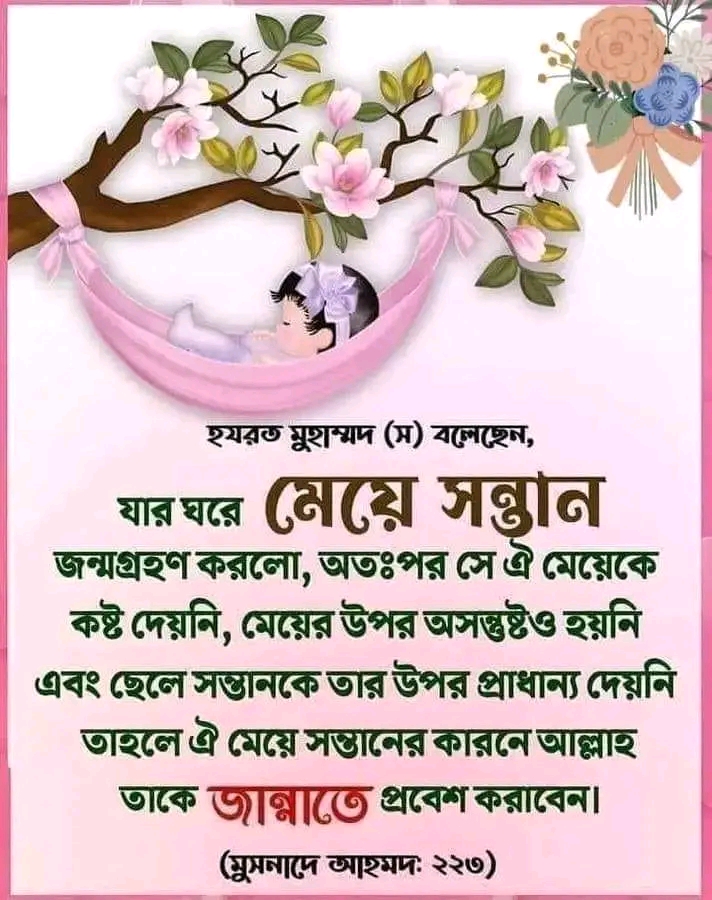 হযরত মুহাম্মদ (স) বলেছেন,
যার ঘরে মেয়ে সন্তান
জন্মগ্রহণ করলো, অতঃপর সে ঐ মেয়েকে
কষ্ট দেয়নি, মেয়ের উপর অসন্তুষ্টও হয়নি
এবং ছেলে সন্তানকে তার উপর প্রাধান্য দেয়নি
তাহলে ঐ মেয়ে সন্তানের কারনে আল্লাহ
তাকে জান্নাতে প্রবেশ করাবেন।
(মুসনাদে আহমদ: ২২৩)